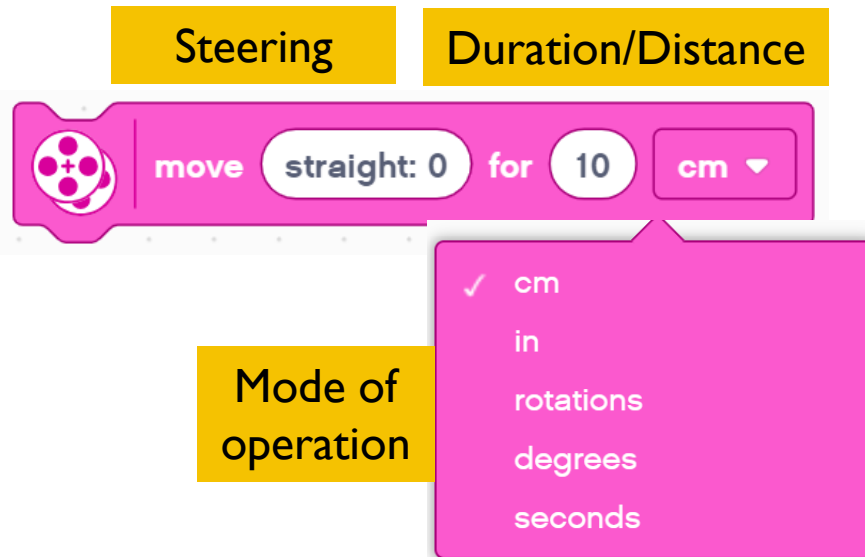 Steering
Duration/Distance
move straight: 0 for 10 cm
cm
in
Mode of
operation
rotations
degrees
seconds